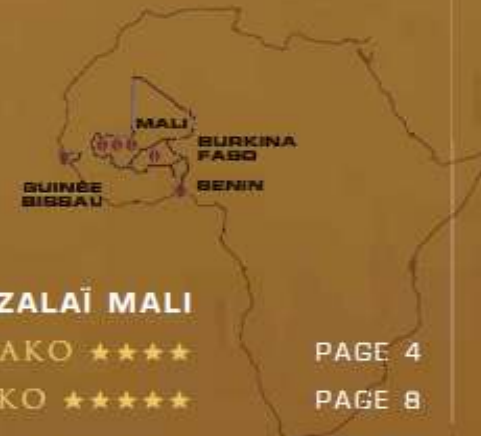 MALI
BURKINA
FASO
GUINÉE
BISSAU
BENIN
ZALAÏ MALI
AKO ★★★★ PAGE 4
KO ★★★★★ PAGE 8